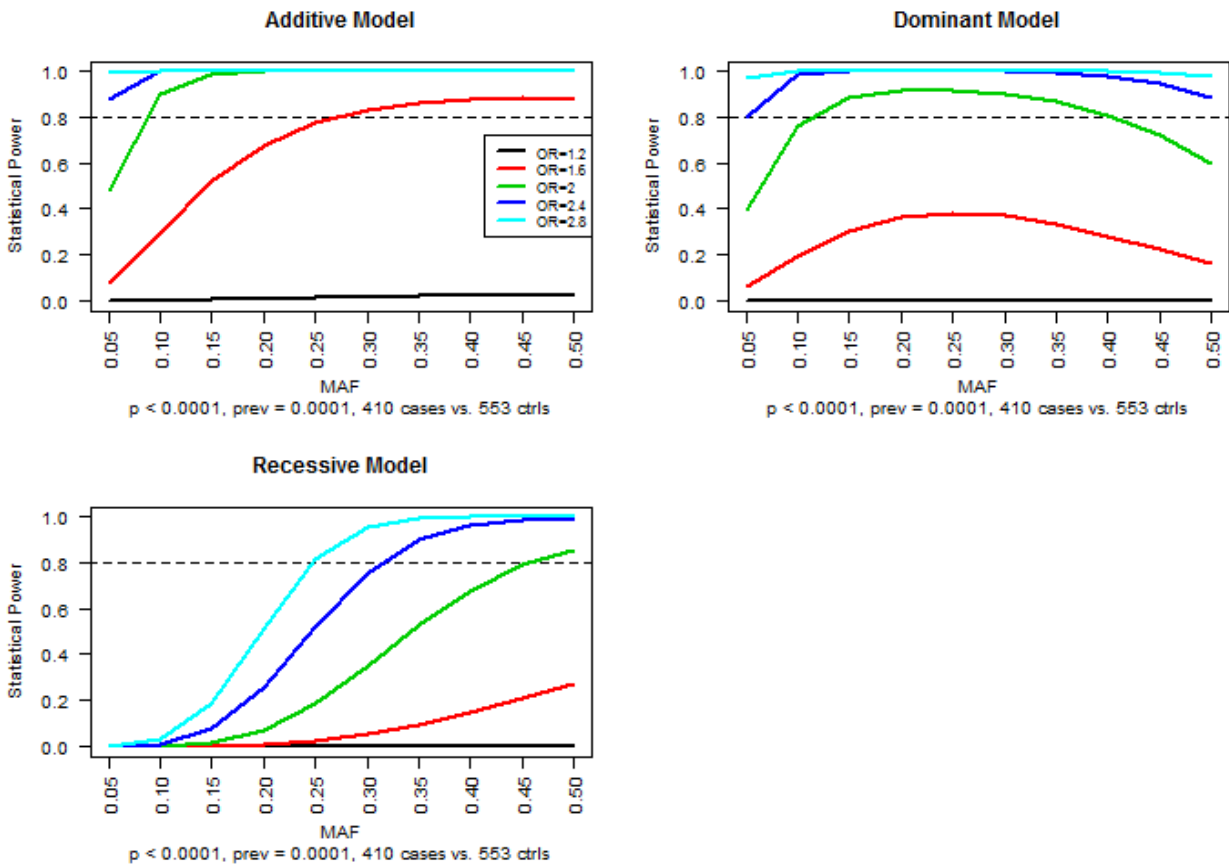 Additive Model
Statistical Power
1.0
0.8
0.6
0.4
0.2
0.0
OR=1.2
OR=1.6
OR=2
OR=2.4
OR=2.8
0.05 0.10 0.15 0.20 0.25 0.30 0.35 0.40 0.45 0.50
MAF
p < 0.0001, prev = 0.0001, 410 cases vs. 553 ctrls
Dominant Model
Statistical Power
1.0
0.8
0.6
0.4
0.2
0.0
0.05 0.10 0.15 0.20 0.25 0.30 0.35 0.40 0.45 0.50
MAF
p < 0.0001, prev = 0.0001, 410 cases vs. 553 ctrls
Recessive Model
Statistical Power
1.0
0.8
0.6
0.4
0.2
0.0
0.05 0.10 0.15 0.20 0.25 0.30 0.35 0.40 0.45 0.50
MAF
p < 0.0001, prev = 0.0001, 410 cases vs. 553 ctrls